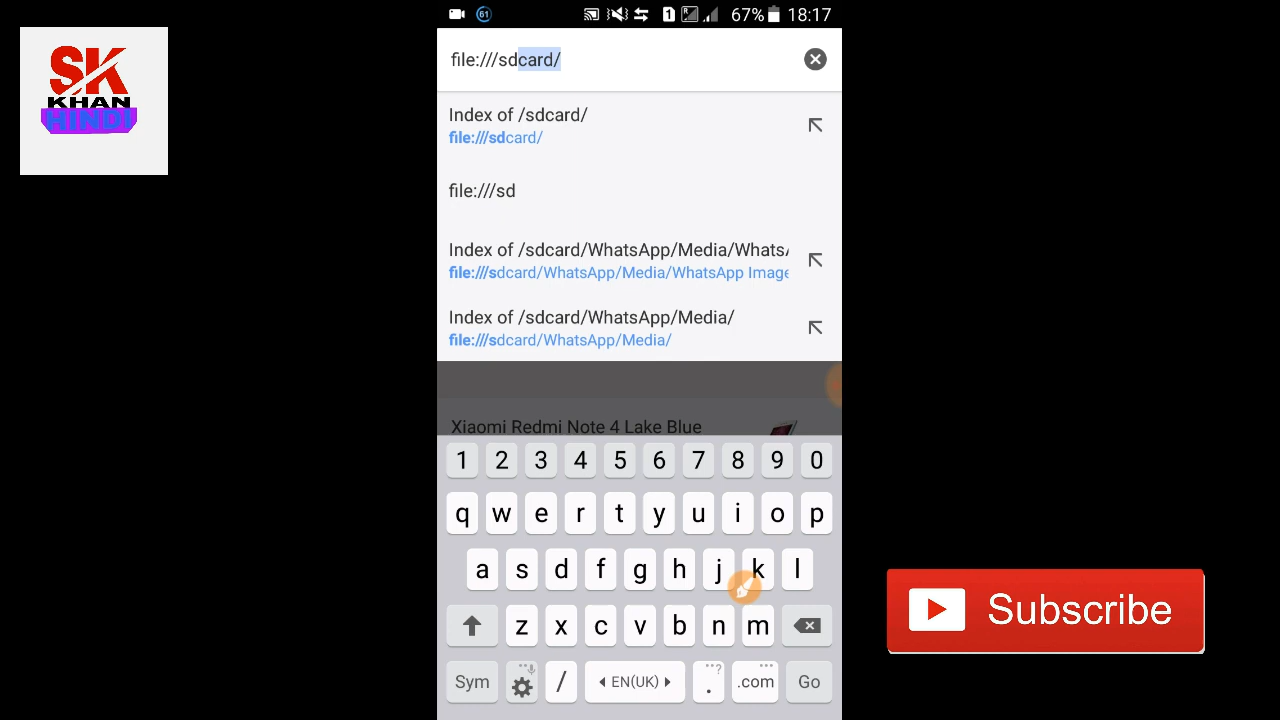 SK
KHAN
HINDI
61
1
R
67%
18:17
file:///sdcard/
Index of /sdcard/
file:///sdcard/
file:///sd
Index of /sdcard/WhatsApp/Media/Whats
file:///sdcard/WhatsApp/Media/WhatsApp Image
Index of /sdcard/WhatsApp/Media/
file:///sdcard/WhatsApp/Media/
Xiaomi Redmi Note 4 Lake Blue
1 2 3 4 5 6 7 8 9 0
q w e r t y u i o p
a s d f g h j k l
z x c v b n m
Sym / EN(UK) . .com Go
Subscribe